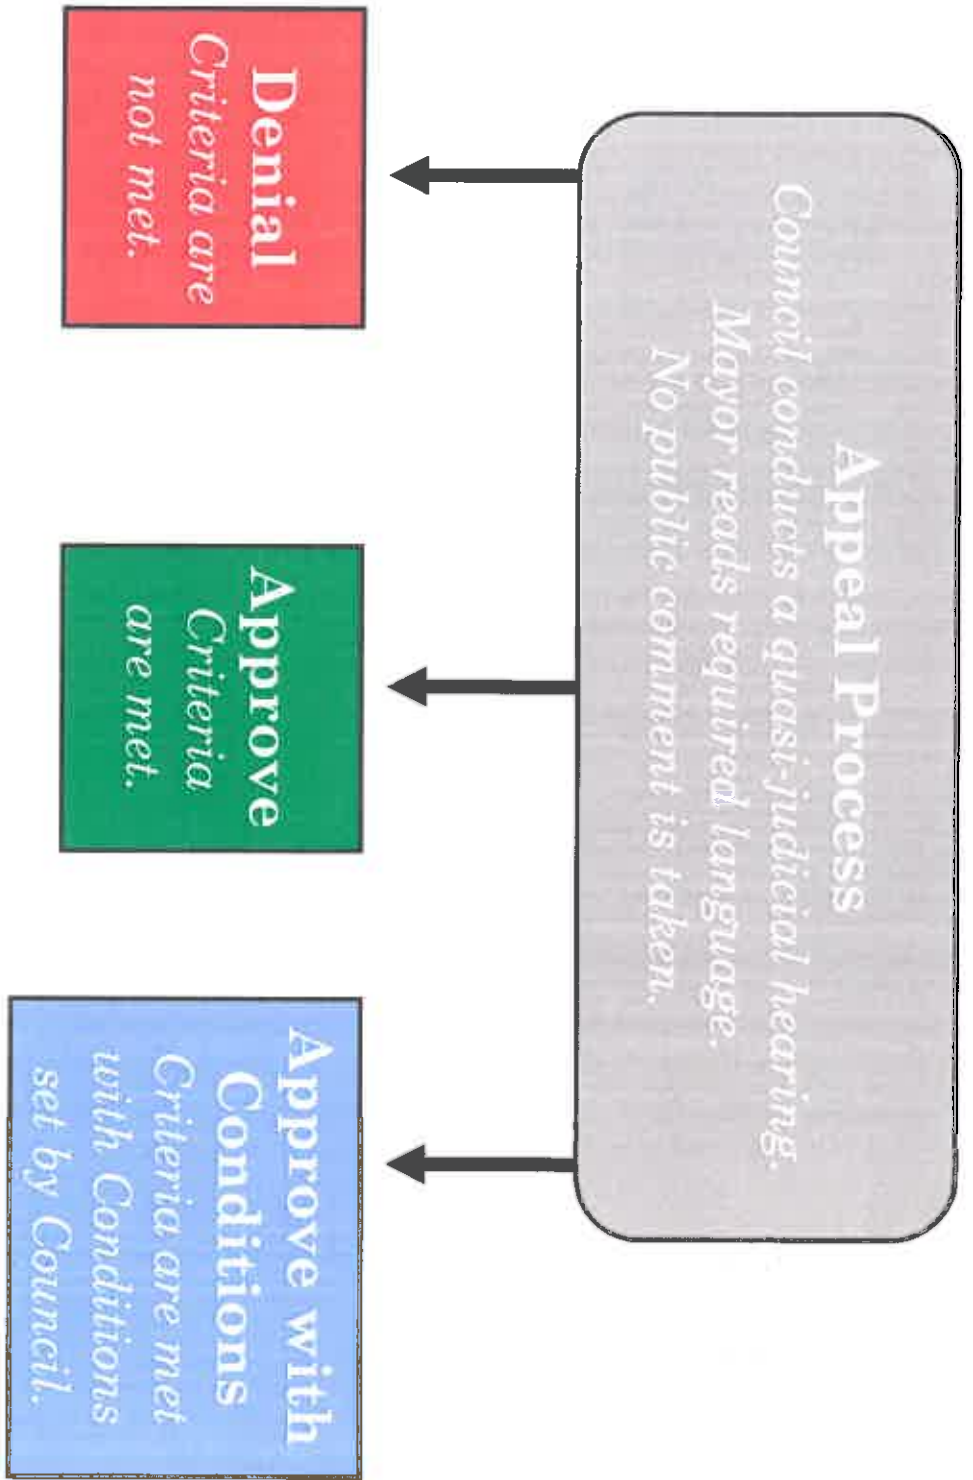 Appeal Process
Council conducts a quasi-judicial hearing.
Mayor reads required language.
No public comment is taken.
Denial
Criteria are
not met.
Approve
Criteria
are met.
Approve with
Conditions
Criteria are met
with Conditions
set by Council.